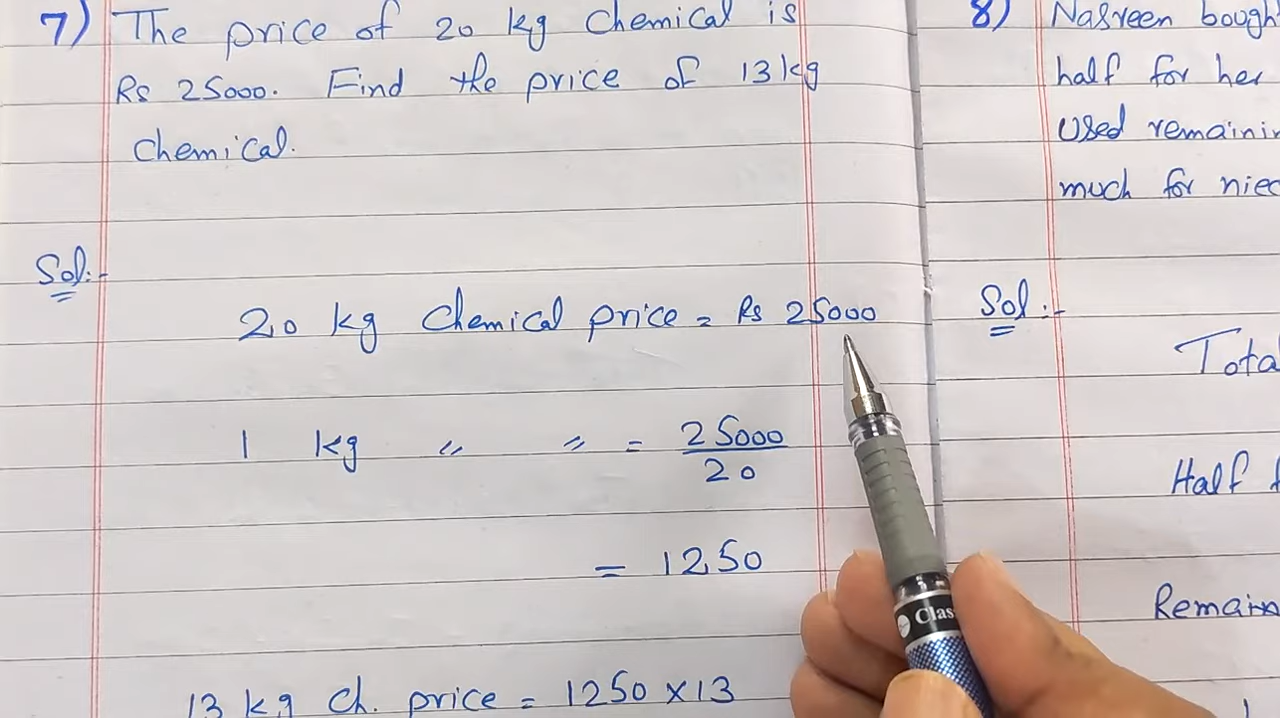 7) The price of 20 kg Chemical is
Rs 25000. Find the price of 13 kg
chemical.
Sol:-
20 kg Chemical price = Rs 25000
1 kg " " = 25000
20
= 1250
13 kg Ch. price = 1250 x 13
8) Nasreen bough
half for her
used remainin
much for niec
Sol:-
Tota
Half f
Remain
Clas